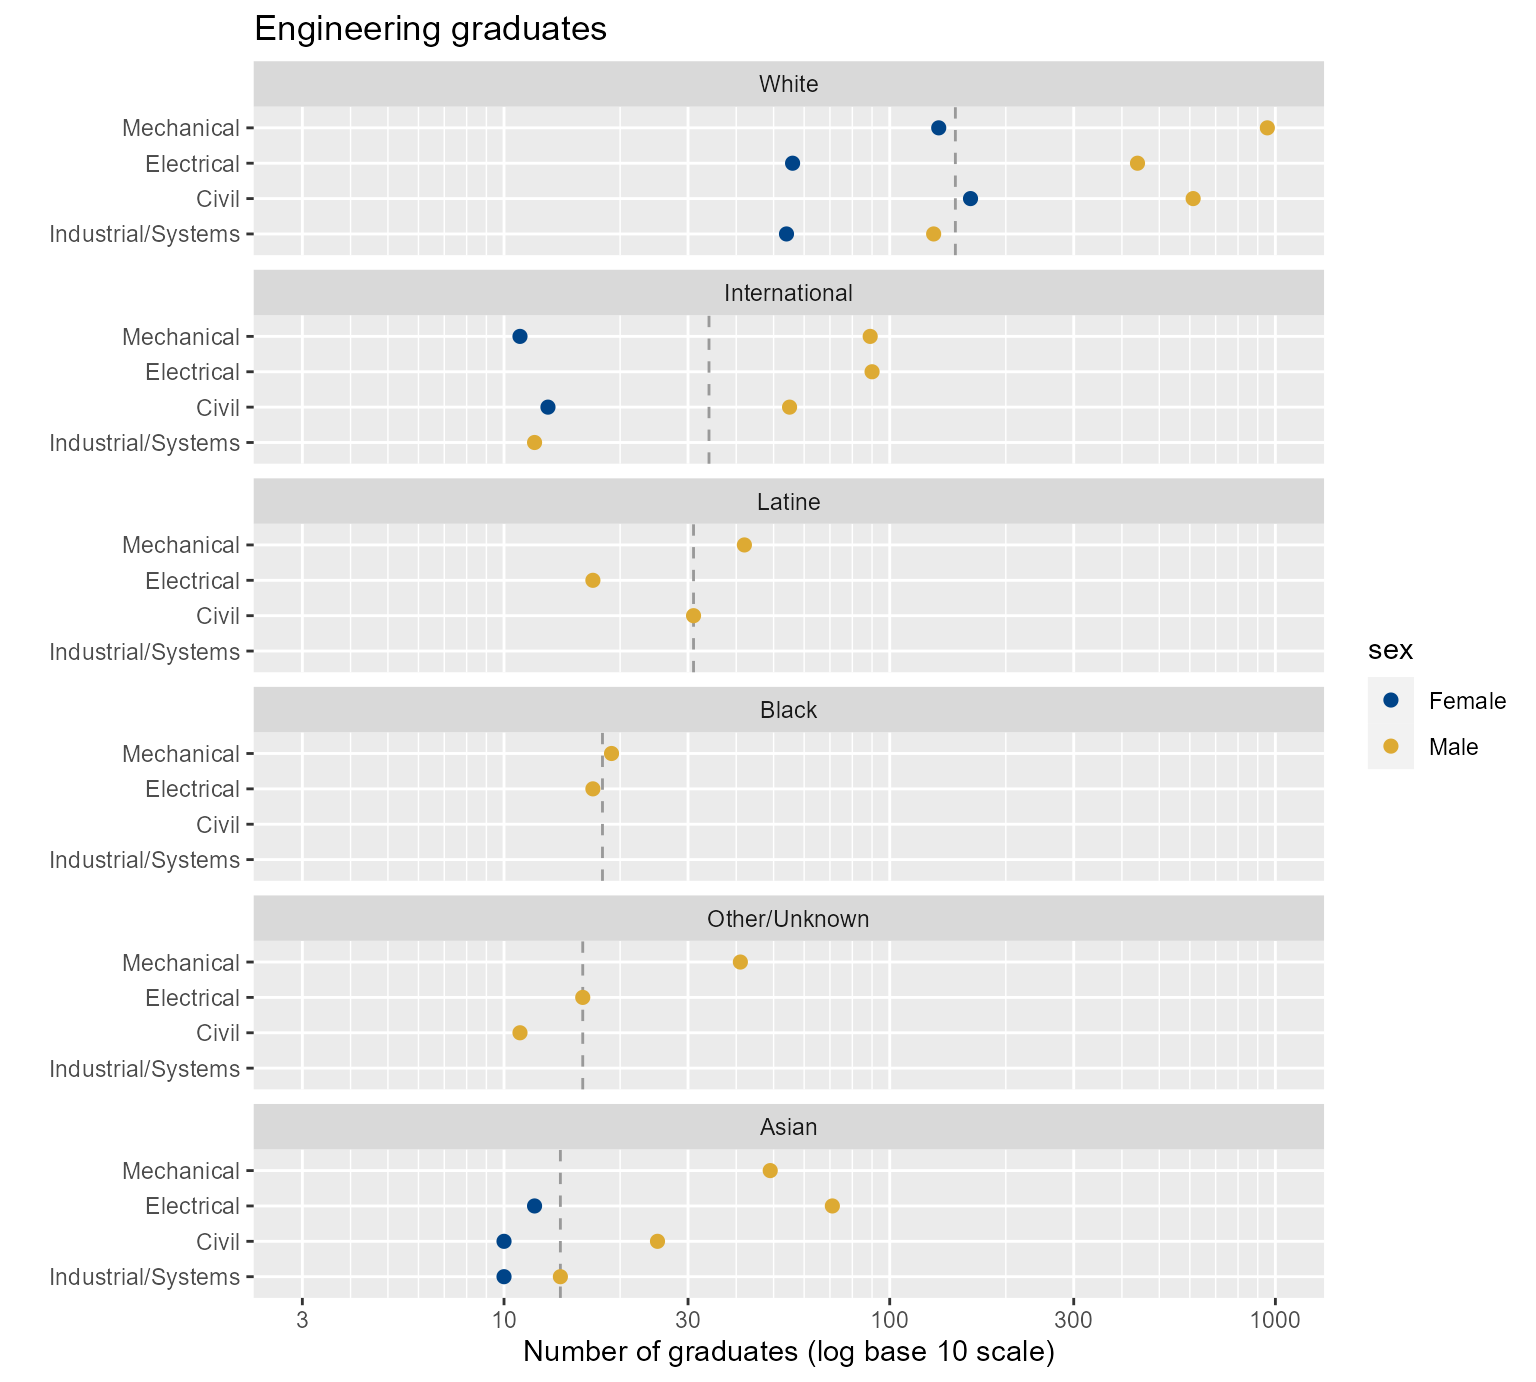 Engineering graduates
White
Mechanical
Electrical
Civil
Industrial/Systems
International
Mechanical
Electrical
Civil
Industrial/Systems
Latine
Mechanical
Electrical
Civil
Industrial/Systems
Black
Mechanical
Electrical
Civil
Industrial/Systems
Other/Unknown
Mechanical
Electrical
Civil
Industrial/Systems
Asian
Mechanical
Electrical
Civil
Industrial/Systems
3 10 30 100 300 1000
Number of graduates (log base 10 scale)
sex
Female
Male